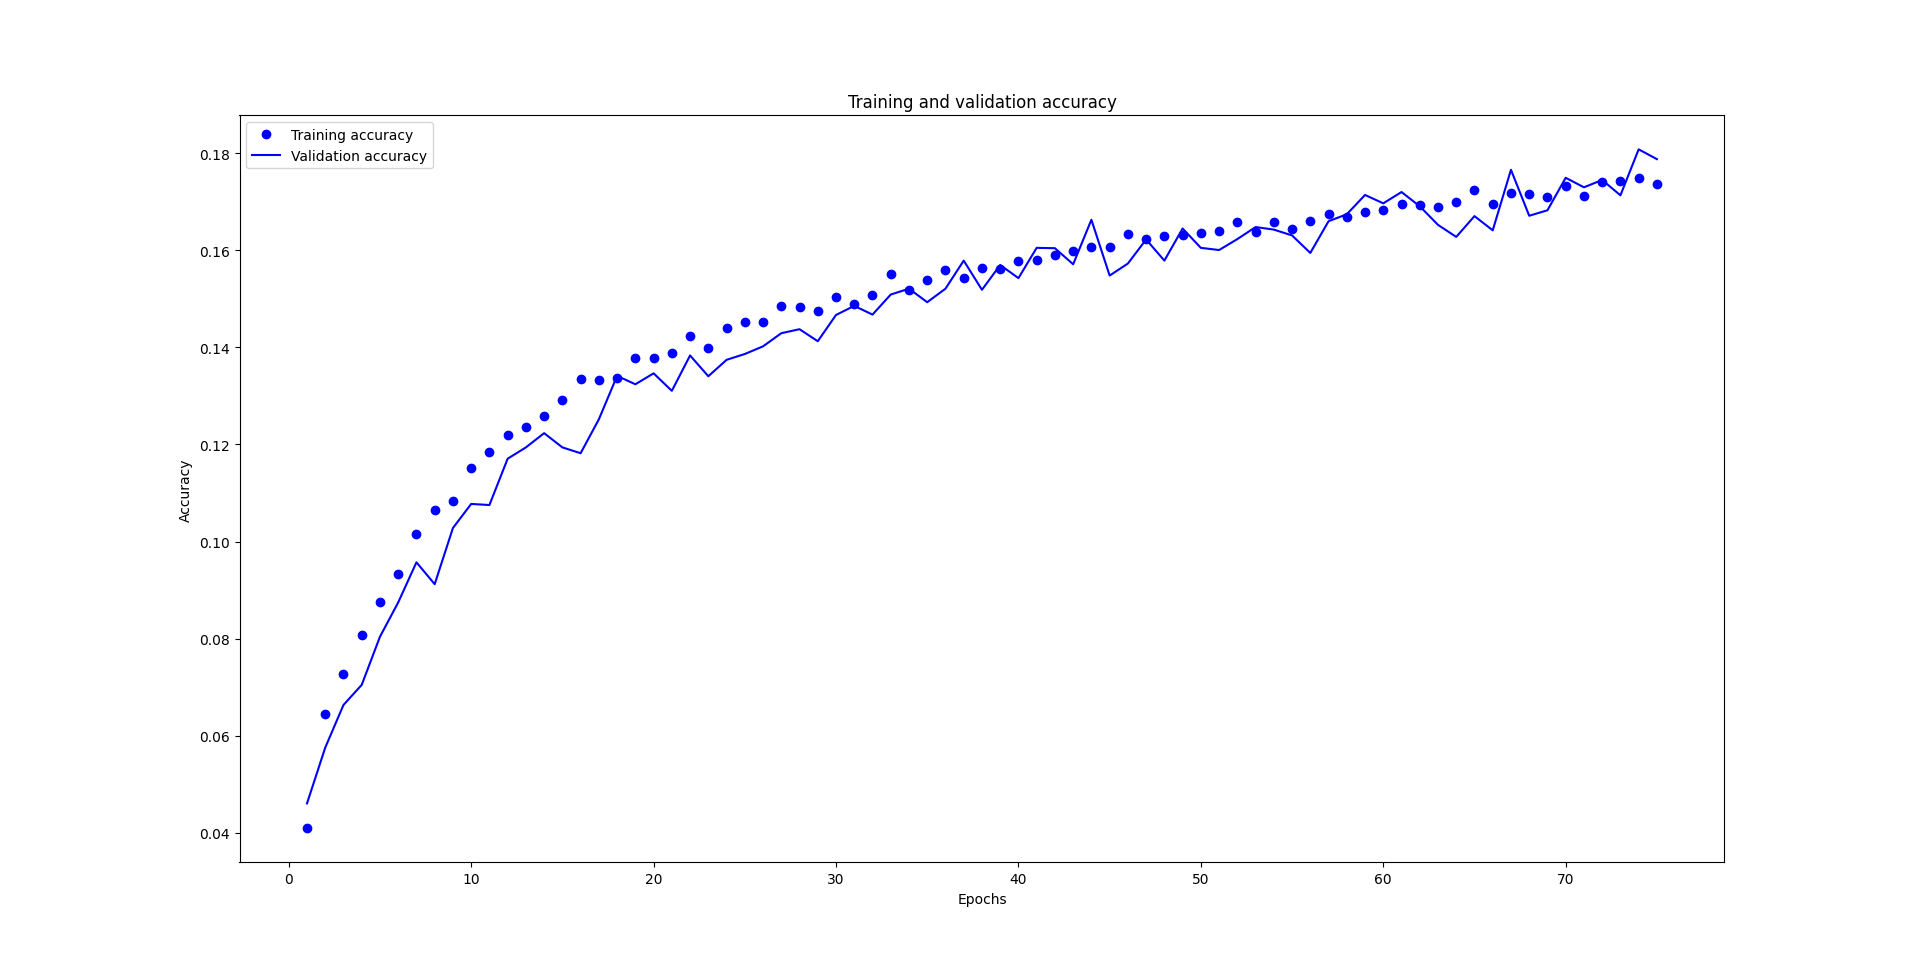 Training and validation accuracy
Training accuracy
Validation accuracy
0.18
0.16
0.14
0.12
0.10
0.08
0.06
0.04
Accuracy
0 10 20 30 40 50 60 70
Epochs